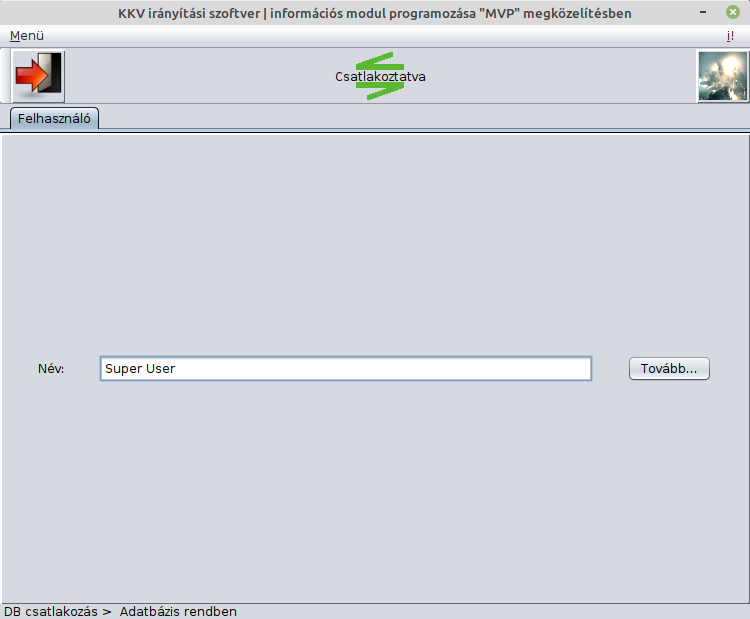 KKV irányítási szoftver | információs modul programozása "MVP" megközelítésben
Menü i!
Csatlakoztatva
Felhasználó
Név: Super User Tovább...
DB csatlakozás > Adatbázis rendben